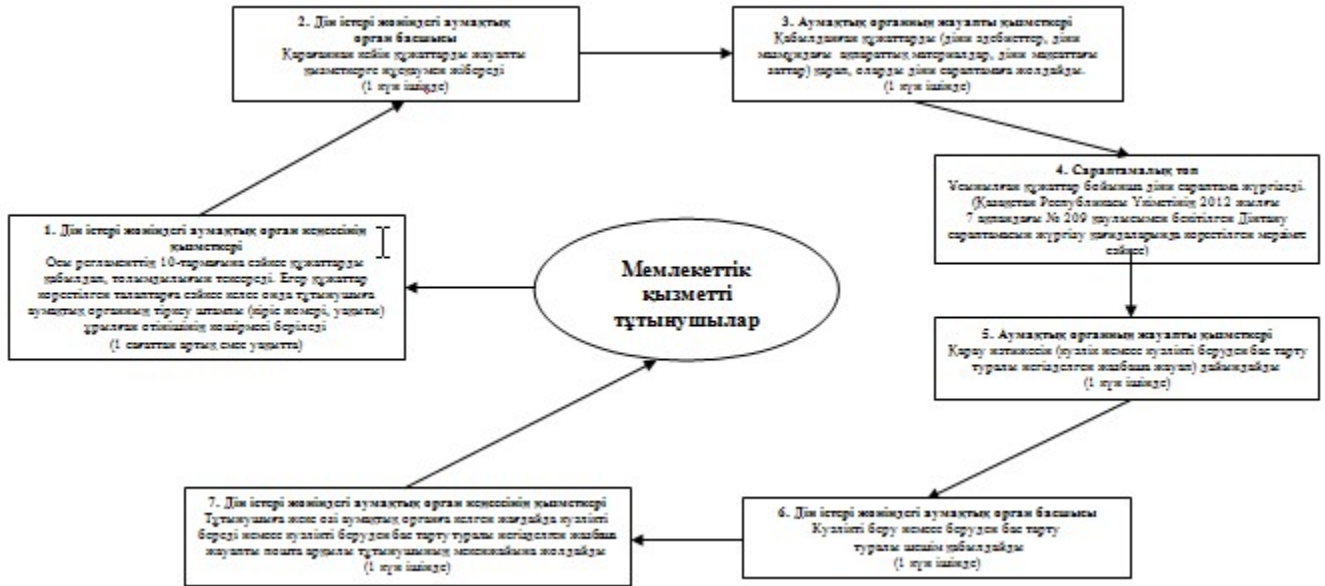 2. Дін істері жөніндегі аумақтық
орган басшысы
Қарағаннан кейін құжаттарды жауапты
қызметкерге нұсқаумен жібереді
(1 күн ішінде)
3. Аумақтық органның жауапты қызметкері
Қабылданған құжаттарды (діни әдебиеттер, діни
мазмұндағы ақпараттық материалдар, діни мақсаттағы
заттар) қарап, оларды діни сараптамаға жолдайды.
(1 күн ішінде)
4. Сараптамалық топ
Ұсынылған құжаттар бойынша діни сараптама жүргізеді.
(Қазақстан Республикасы Үкіметінің 2012 жылғы
7 ақпандағы № 209 қаулысымен бекітілген Дінтану
сараптамасын жүргізу қағидаларында көрсетілген мерзімге
сәйкес)
1. Дін істері жөніндегі аумақтық орган кеңсесінің
қызметкері
Осы регламенттің 10-тармағына сәйкес құжаттарды
қабылдап, толымдылығын тексереді. Егер құжаттар
көрсетілген талаптарға сәйкес келсе онда тұтынушыға
аумақтық органның тіркеу штампы (кіріс номері, уақыты)
ұрылған өтінішінің көшірмесі беріледі
(1 сағаттан артық емес уақытта)
Мемлекеттік
қызметті
тұтынушылар
5. Аумақтық органның жауапты қызметкері
Қарау нәтижесін (куәлік немесе куәлікті беруден бас тарту
туралы негізделген жазбаша жауап) дайындайды
(1 күн ішінде)
6. Дін істері жөніндегі аумақтық орган басшысы
Куәлікті беру немесе беруден бас тарту
туралы шешім қабылдайды
(1 күн ішінде)
7. Дін істері жөніндегі аумақтық орган кеңсесінің қызметкері
Тұтынушыға жеке өзі аумақтық органға келген жағдайда куәлікті
береді немесе куәлікті беруден бас тарту туралы негізделген жазбаша
жауапты пошта арқылы тұтынушының мекенжайына жолдайды
(1 күн ішінде)